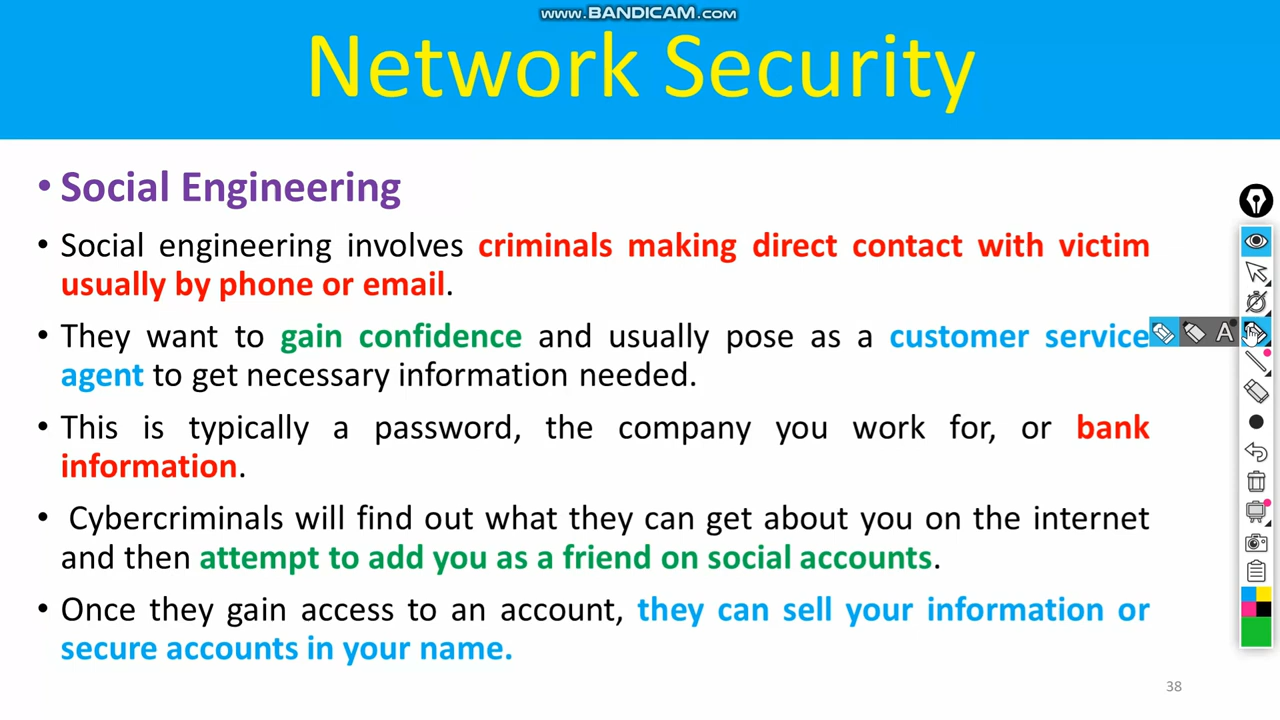 www.BANDICAM.com
Network Security
• Social Engineering
• Social engineering involves criminals making direct contact with victim
usually by phone or email.
• They want to gain confidence and usually pose as a customer service
agent to get necessary information needed.
• This is typically a password, the company you work for, or bank
information.
• Cybercriminals will find out what they can get about you on the internet
and then attempt to add you as a friend on social accounts.
• Once they gain access to an account, they can sell your information or
secure accounts in your name.
A
38